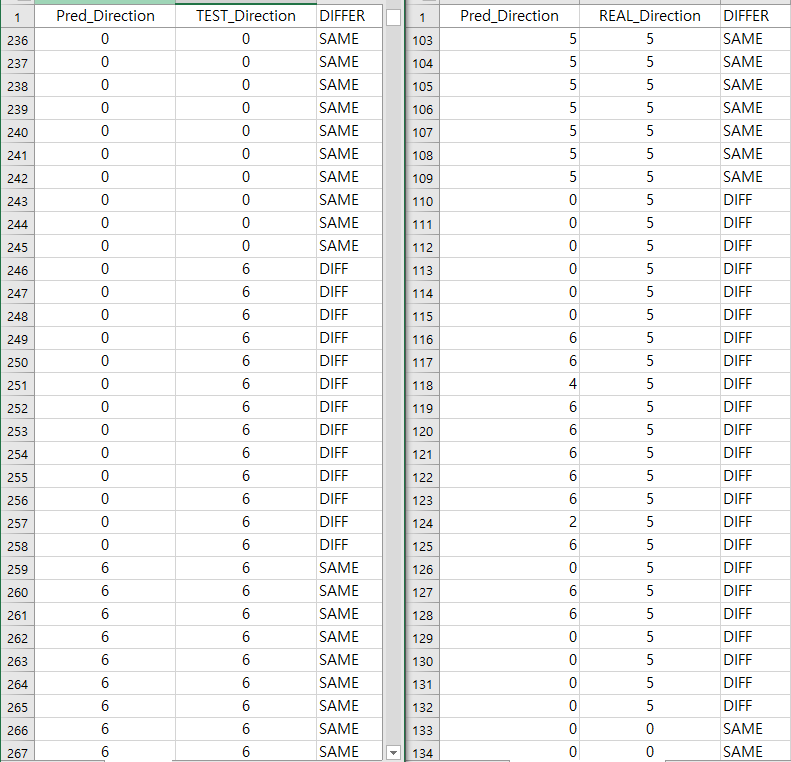 1 Pred_Direction TEST_Direction DIFFER 1 Pred_Direction REAL_Direction DIFFER
236 0 0 SAME 103 5 5 SAME
237 0 0 SAME 104 5 5 SAME
238 0 0 SAME 105 5 5 SAME
239 0 0 SAME 106 5 5 SAME
240 0 0 SAME 107 5 5 SAME
241 0 0 SAME 108 5 5 SAME
242 0 0 SAME 109 5 5 SAME
243 0 0 SAME 110 0 5 DIFF
244 0 0 SAME 111 0 5 DIFF
245 0 0 SAME 112 0 5 DIFF
246 0 6 DIFF 113 0 5 DIFF
247 0 6 DIFF 114 0 5 DIFF
248 0 6 DIFF 115 0 5 DIFF
249 0 6 DIFF 116 6 5 DIFF
250 0 6 DIFF 117 6 5 DIFF
251 0 6 DIFF 118 4 5 DIFF
252 0 6 DIFF 119 6 5 DIFF
253 0 6 DIFF 120 6 5 DIFF
254 0 6 DIFF 121 6 5 DIFF
255 0 6 DIFF 122 6 5 DIFF
256 0 6 DIFF 123 6 5 DIFF
257 0 6 DIFF 124 2 5 DIFF
258 0 6 DIFF 125 6 5 DIFF
259 6 6 SAME 126 0 5 DIFF
260 6 6 SAME 127 6 5 DIFF
261 6 6 SAME 128 6 5 DIFF
262 6 6 SAME 129 0 5 DIFF
263 6 6 SAME 130 0 5 DIFF
264 6 6 SAME 131 0 5 DIFF
265 6 6 SAME 132 0 5 DIFF
266 6 6 SAME 133 0 0 SAME
267 6 6 SAME 134 0 0 SAME